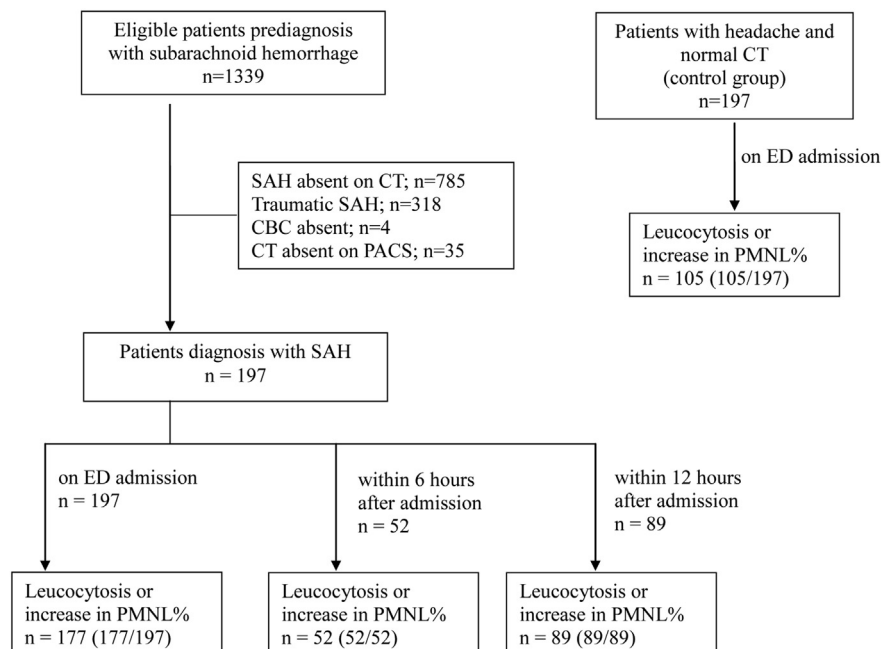 Eligible patients prediagnosis
with subarachnoid hemorrhage
n=1339
Patients with headache and
normal CT
(control group)
n=197
on ED admission
SAH absent on CT; n=785
Traumatic SAH; n=318
CBC absent; n=4
CT absent on PACS; n=35
Leucocytosis or
increase in PMNL%
n = 105 (105/197)
Patients diagnosis with SAH
n = 197
on ED admission
n = 197
within 6 hours
after admission
n = 52
within 12 hours
after admission
n = 89
Leucocytosis or
increase in PMNL%
n = 177 (177/197)
Leucocytosis or
increase in PMNL%
n = 52 (52/52)
Leucocytosis or
increase in PMNL%
n = 89 (89/89)